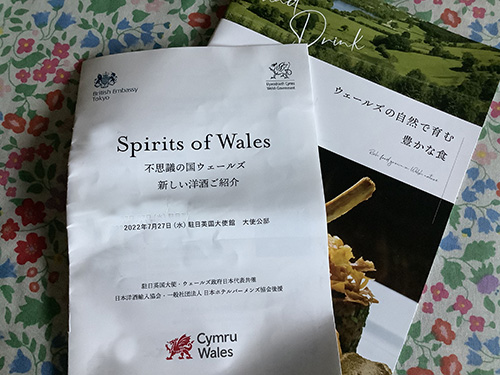 British Embassy
Tokyo
Llywodraeth Cymru
Welsh Government
Spirits of Wales
不思議の国ウェールズ
新しい洋酒ご紹介
2022年7月27日(水) 駐日英国大使館 大使公邸
駐日英国大使・ウェールズ政府日本代表共催
日本洋酒輸入協会・一般社団法人 日本ホテルバーメンズ協会後援
Cymru
Wales
Drink
ウェールズの自然で育む
豊かな食